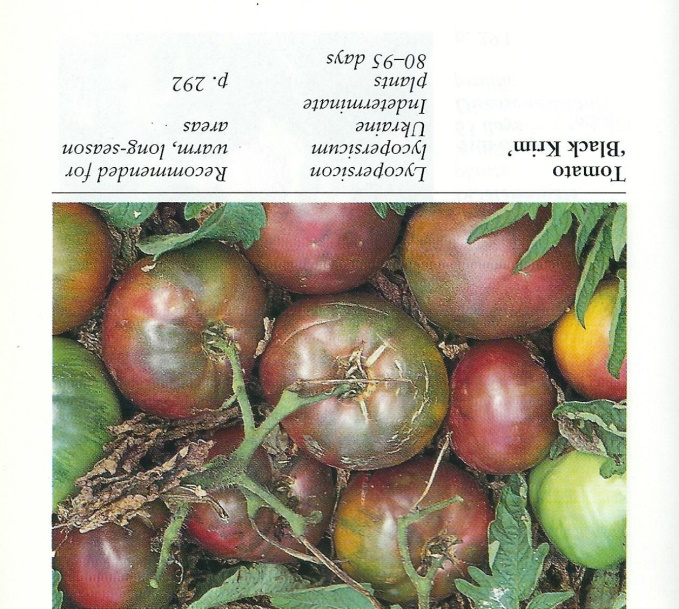 Tomato
'Black Krim'
Lycopersicon
lycopersicum
Ukraine
Indeterminate
plants
80–95 days
Recommended for
warm, long-season
areas
p. 292